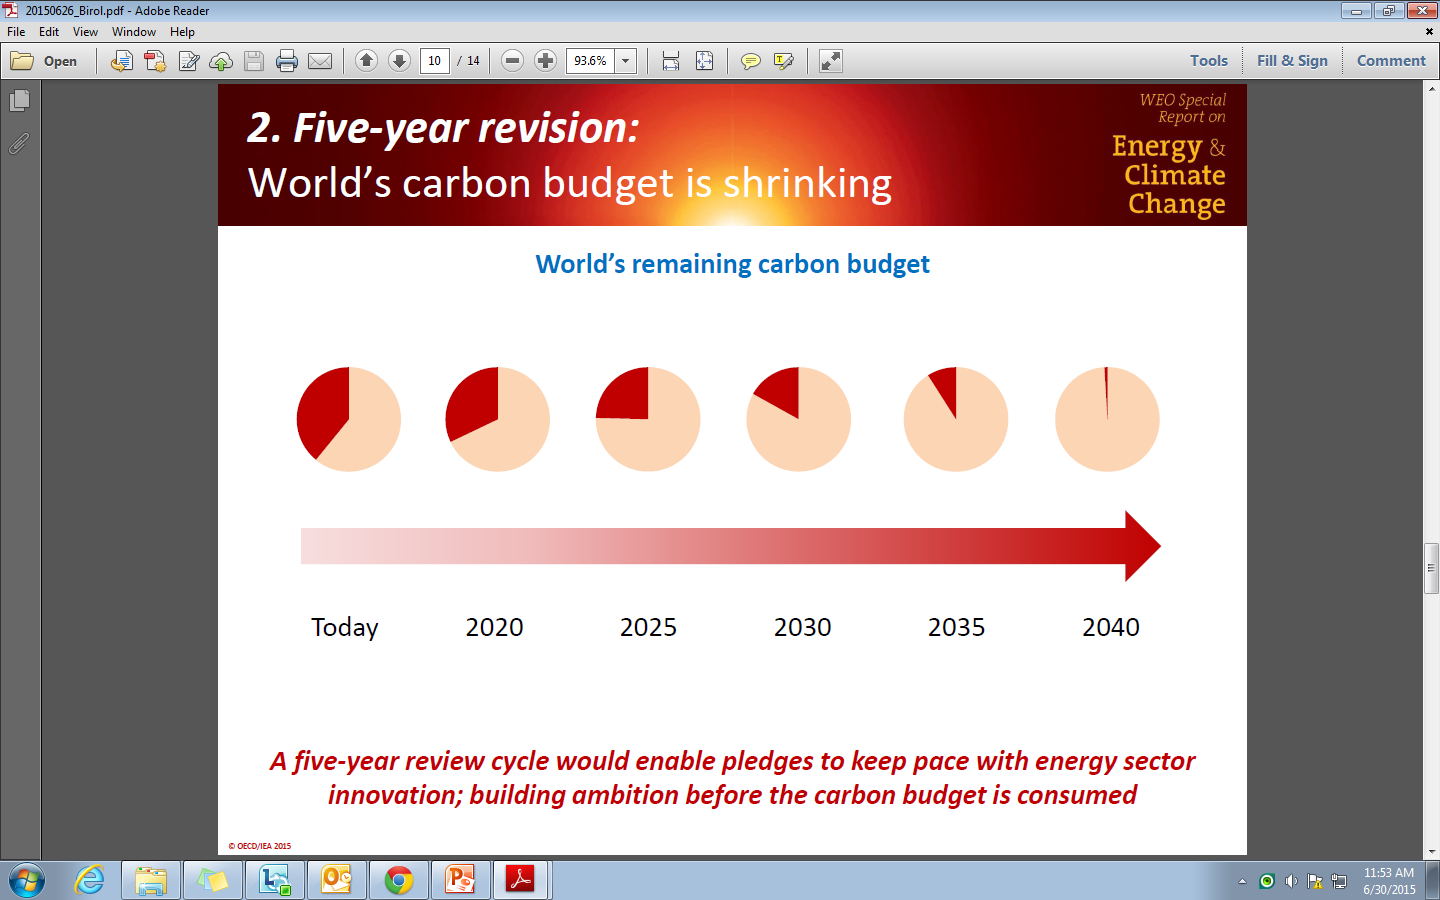 20150626_Birol.pdf - Adobe Reader
File Edit View Window Help
Open 10 / 14 93.6% Tools Fill & Sign Comment
2. Five-year revision:
World's carbon budget is shrinking
WEO Special
Report on
Energy &
Climate
Change
World's remaining carbon budget
Today 2020 2025 2030 2035 2040
A five-year review cycle would enable pledges to keep pace with energy sector
innovation; building ambition before the carbon budget is consumed
© OECD/IEA 2015
11:53 AM
6/30/2015